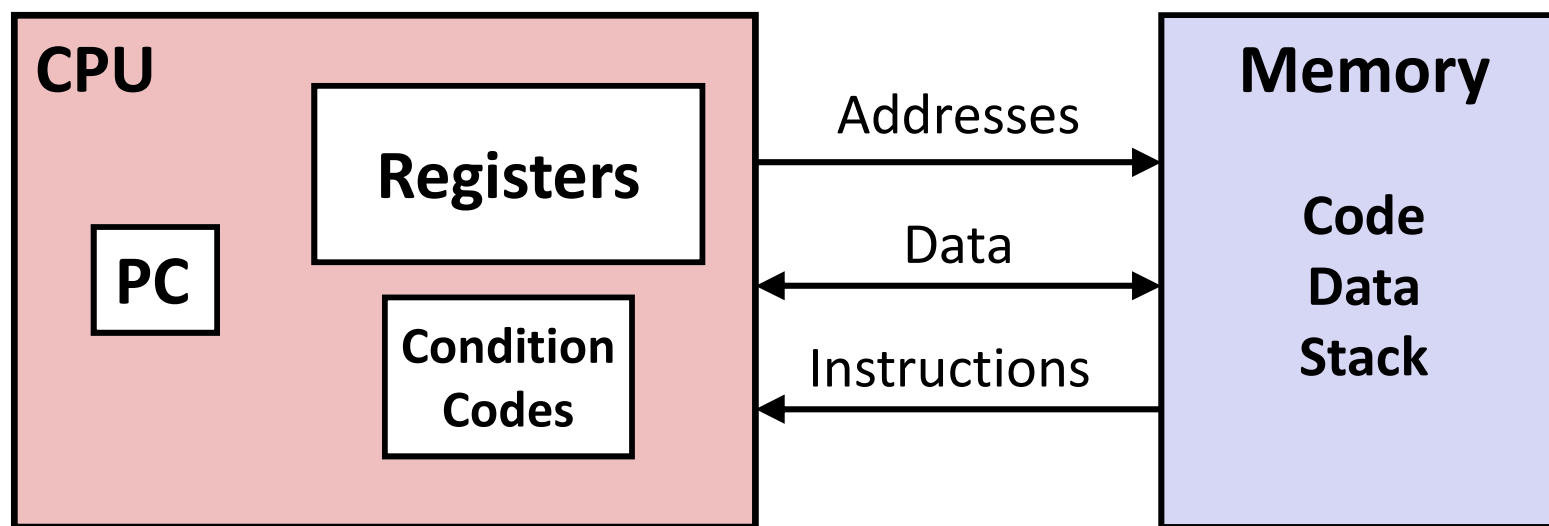 CPU
Registers
PC
Condition
Codes
Addresses
Data
Instructions
Memory
Code
Data
Stack